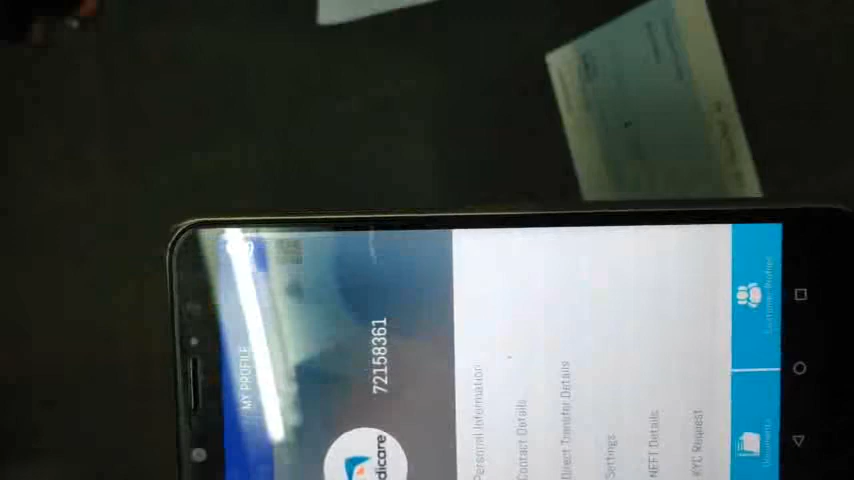 MY PROFILE
72158361
dicare
Personal Information
Contact Details
Direct Transfer Details
Settings
NEFT Details
KYC Request
Documents
Customer Profile